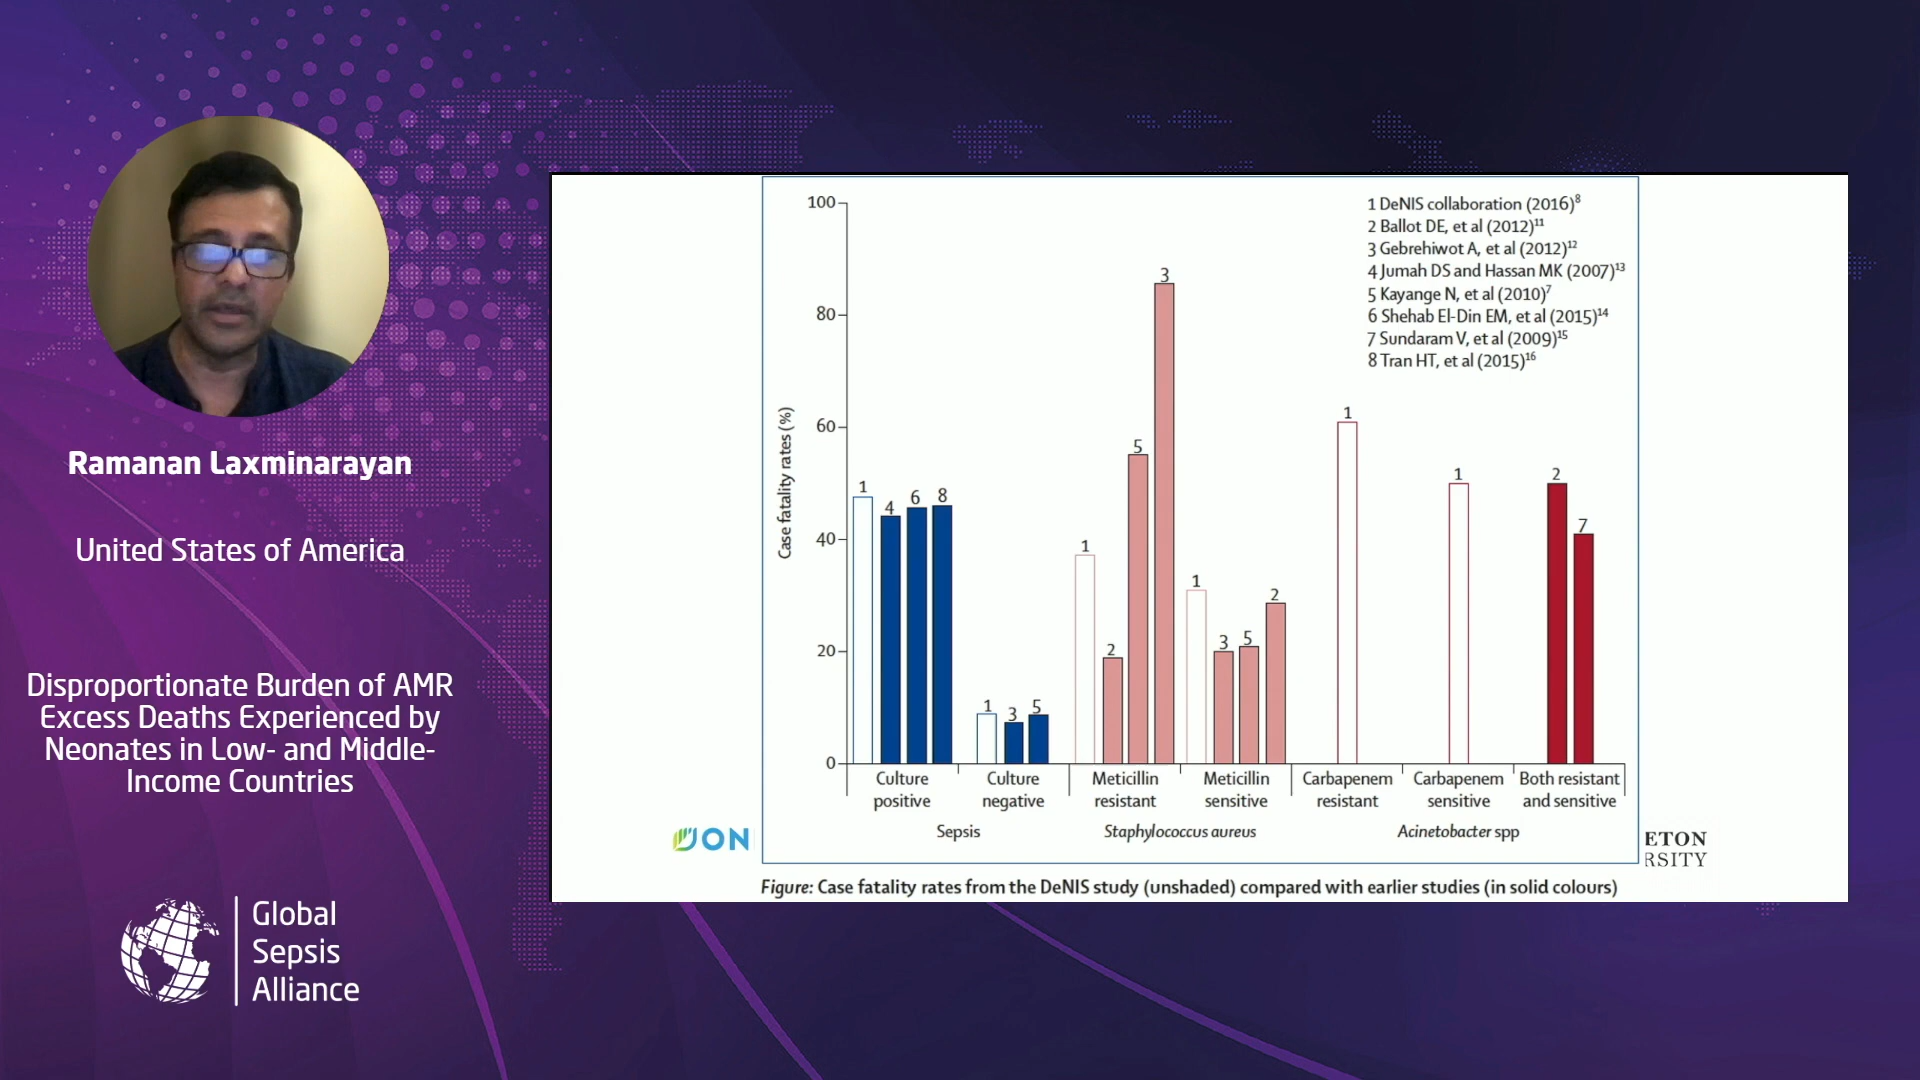 Ramanan Laxminarayan
United States of America
Disproportionate Burden of AMR
Excess Deaths Experienced by
Neonates in Low- and Middle-
Income Countries
Global
Sepsis
Alliance
1 DeNIS collaboration (2016)⁸
2 Ballot DE, et al (2012)¹¹
3 Gebrehiwot A, et al (2012)¹²
4 Jumah DS and Hassan MK (2007)¹³
5 Kayange N, et al (2010)⁷
6 Shehab El-Din EM, et al (2015)¹⁴
7 Sundaram V, et al (2009)¹⁵
8 Tran HT, et al (2015)¹⁶
Case fatality rates (%)
100
80
60
40
20
0
1 4 6 8
1 3 5
1 2 5 3
1 3 5 2
1
1
2 7
Culture
positive
Culture
negative
Meticillin
resistant
Meticillin
sensitive
Carbapenem
resistant
Carbapenem
sensitive
Both resistant
and sensitive
Sepsis
Staphylococcus aureus
Acinetobacter spp
ON
ETON
RSITY
Figure: Case fatality rates from the DeNIS study (unshaded) compared with earlier studies (in solid colours)